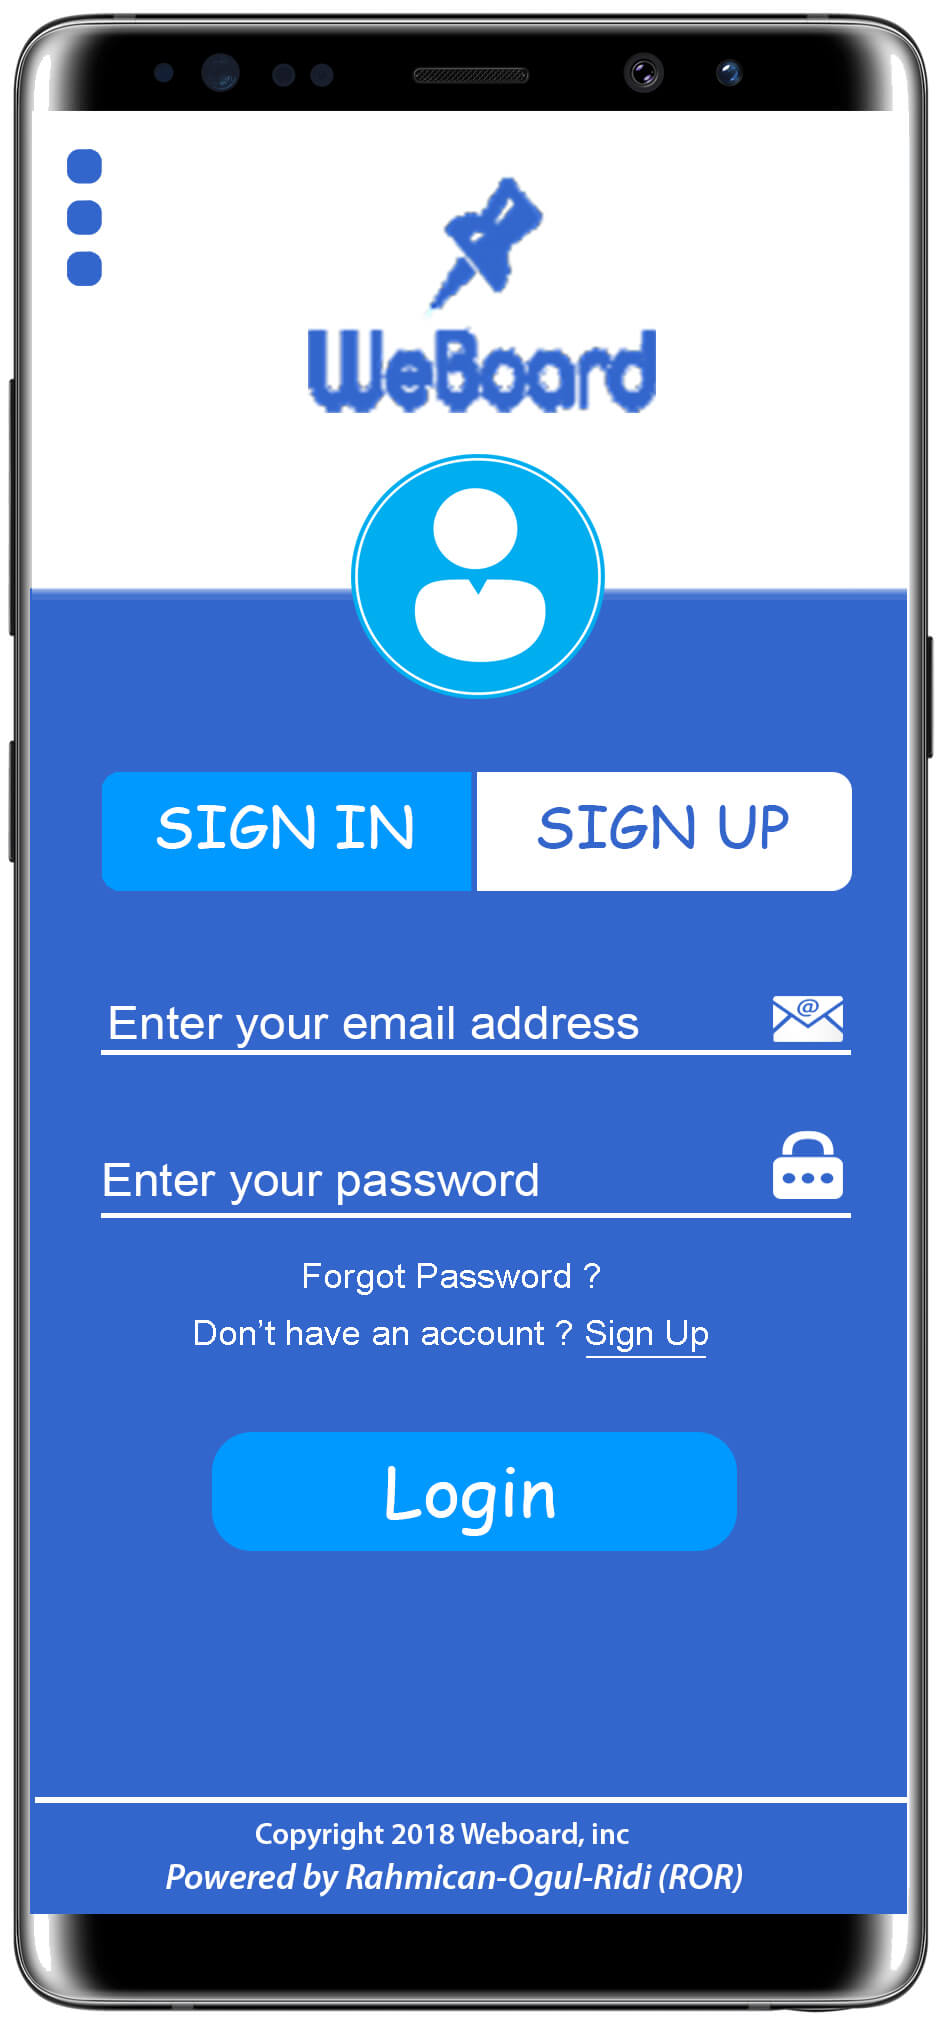 WeBoard
SIGN IN SIGN UP
Enter your email address
@
Enter your password
Forgot Password ?
Don’t have an account ? Sign Up
Login
Copyright 2018 Weboard, inc
Powered by Rahmican-Ogul-Ridi (ROR)